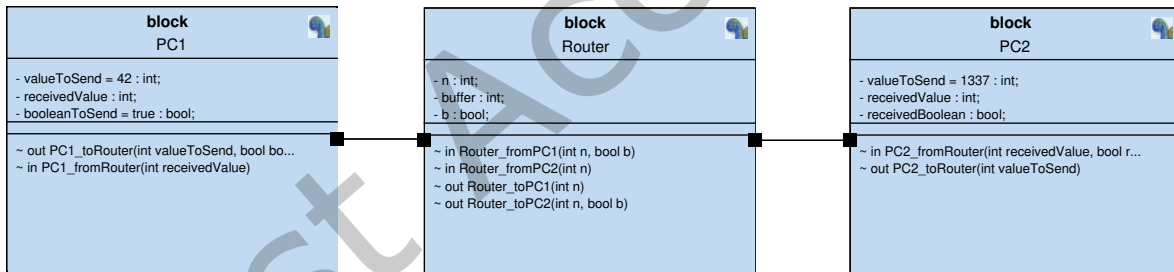 block
PC1
- valueToSend = 42 : int;
- receivedValue : int;
- booleanToSend = true : bool;
~ out PC1_toRouter(int valueToSend, bool bo...
~ in PC1_fromRouter(int receivedValue)
block
Router
- n : int;
- buffer : int;
- b : bool;
~ in Router_fromPC1(int n, bool b)
~ in Router_fromPC2(int n)
~ out Router_toPC1(int n)
~ out Router_toPC2(int n, bool b)
block
PC2
- valueToSend = 1337 : int;
- receivedValue : int;
- receivedBoolean : bool;
~ in PC2_fromRouter(int receivedValue, bool r...
~ out PC2_toRouter(int valueToSend)